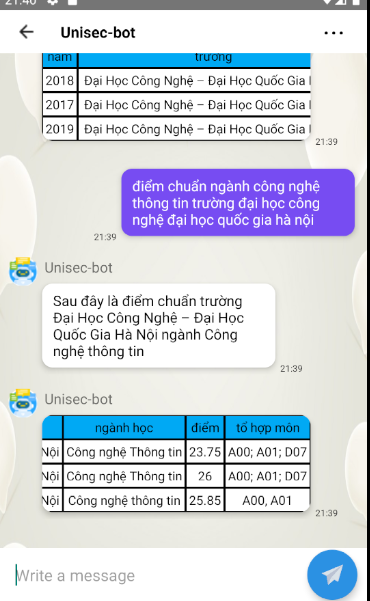 21:40
Unisec-bot
năm trường
2018 Đại Học Công Nghệ – Đại Học Quốc Gia
2017 Đại Học Công Nghệ – Đại Học Quốc Gia
2019 Đại Học Công Nghệ – Đại Học Quốc Gia
21:39
điểm chuẩn ngành công nghệ
thông tin trường đại học công
nghệ đại học quốc gia hà nội
21:39
Unisec-bot
Sau đây là điểm chuẩn trường
Đại Học Công Nghệ – Đại Học
Quốc Gia Hà Nội ngành Công
nghệ thông tin
21:39
Unisec-bot
ngành học điểm tổ hợp môn
Nội Công nghệ Thông tin 23.75 A00; A01; D07
Nội Công nghệ Thông tin 26 A00; A01; D07
Nội Công nghệ thông tin 25.85 A00, A01
21:39
Write a message